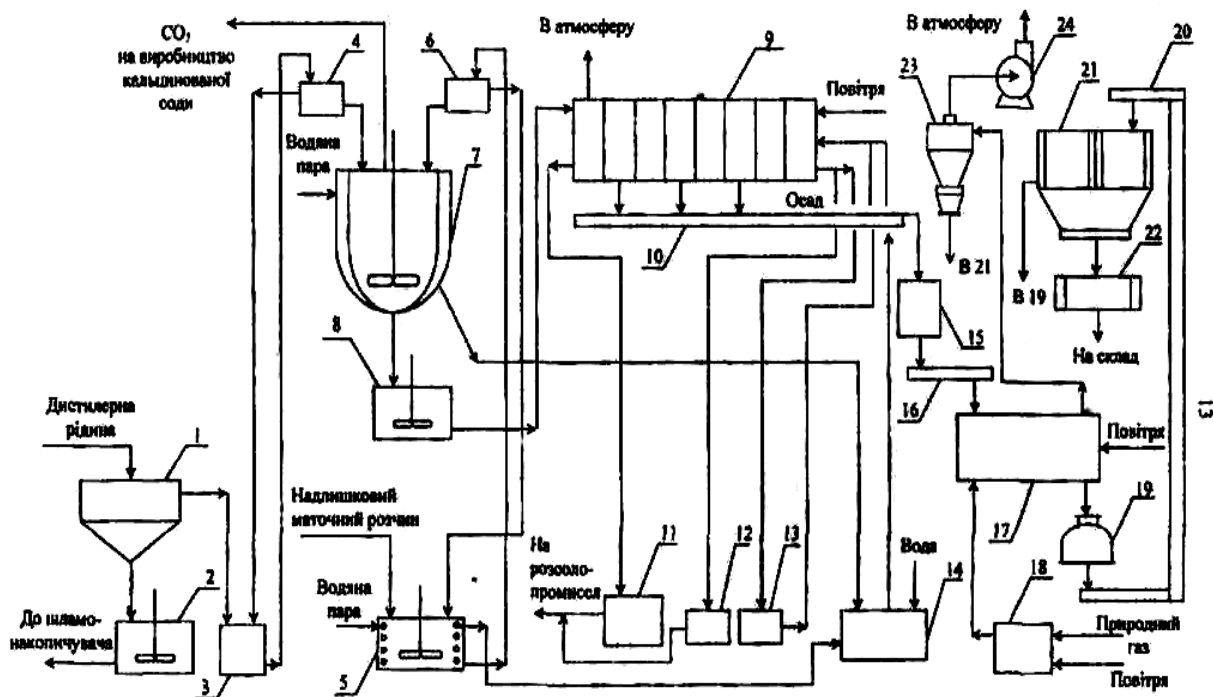 CO₂
на виробництво
кальцинованої
соди
4
6
В атмосферу
9
В атмосферу
24
20
23
21
Повітря
Водяна
пара
7
Осад
10
В 21
В 19
22
15
На склад
8
16
13
Дистилерна
рідина
1
Повітря
Надлишковий
маточний розчин
19
17
На
розсоло-
промисел
11
12
13
Вода
14
18
2
Водяна
пара
До шламо-
накопичувача
Природний
газ
3
5
Повітря